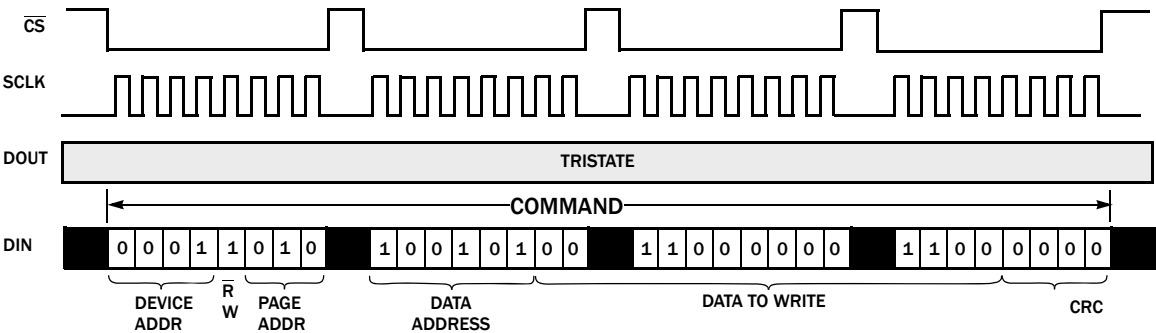 CS
SCLK
DOUT TRISTATE
COMMAND
DIN 0 0 0 1 1 0 1 0 1 0 0 1 0 1 0 0 1 1 0 0 0 0 0 0 1 1 0 0 0 0 0 0
DEVICE ADDR
R W
PAGE ADDR
DATA ADDRESS
DATA TO WRITE
CRC